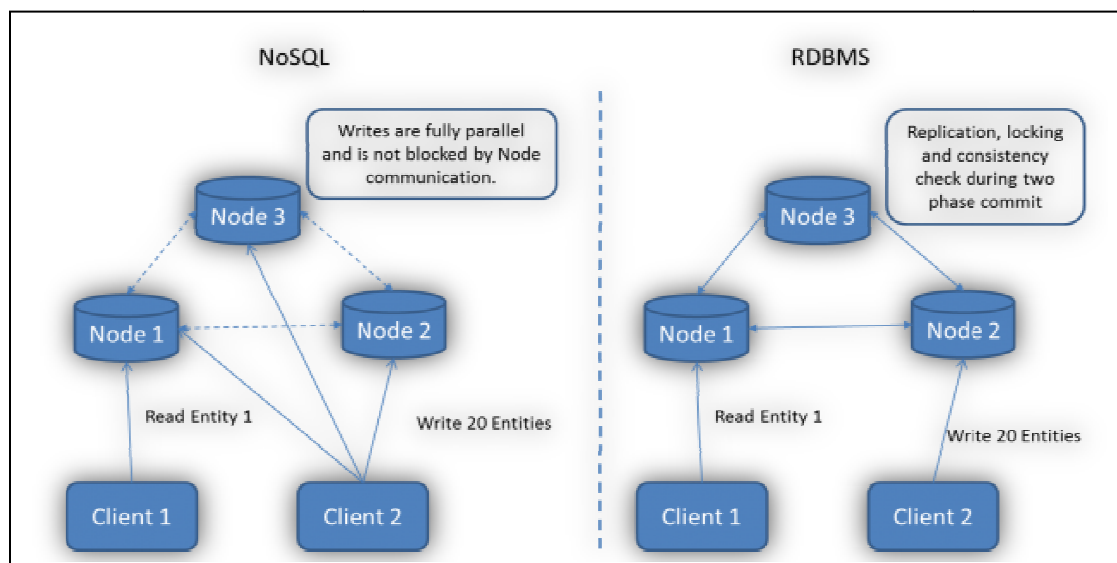 NoSQL
Writes are fully parallel
and is not blocked by Node
communication.
Node 3
Node 1
Node 2
Read Entity 1
Write 20 Entities
Client 1
Client 2
RDBMS
Replication, locking
and consistency
check during two
phase commit
Node 3
Node 1
Node 2
Read Entity 1
Write 20 Entities
Client 1
Client 2